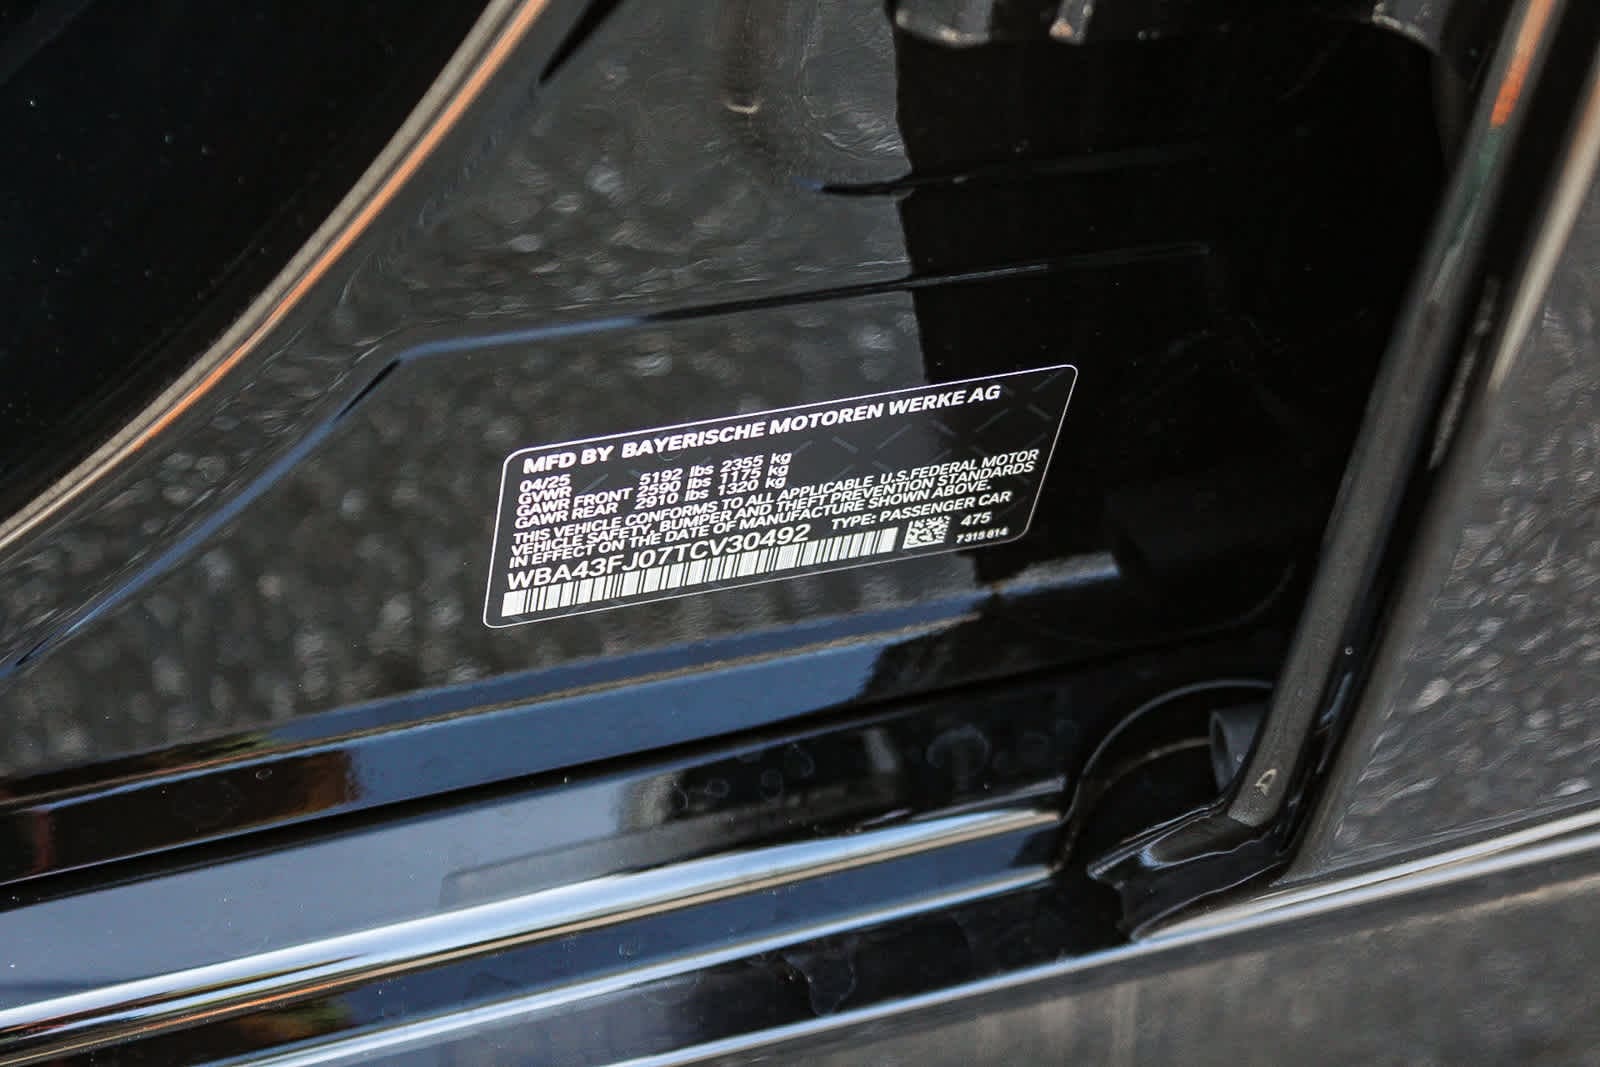 MFD BY BAYERISCHE MOTOREN WERKE AG
04/25
GVWR 5192 lbs 2355 kg
GAWR FRONT 2590 lbs 1175 kg
GAWR REAR 2910 lbs 1320 kg
THIS VEHICLE CONFORMS TO ALL APPLICABLE U.S.FEDERAL MOTOR
VEHICLE SAFETY, BUMPER AND THEFT PREVENTION STANDARDS
IN EFFECT ON THE DATE OF MANUFACTURE SHOWN ABOVE.
WBA43FJ07TCV30492 TYPE: PASSENGER CAR
475
7 315 814